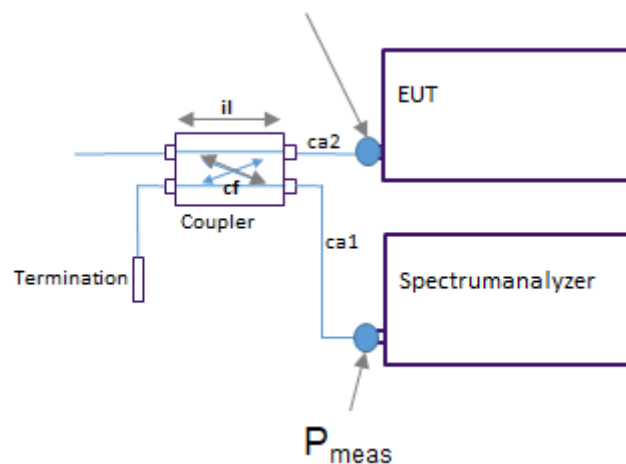 EUT
il
ca2
cf
Coupler
ca1
Termination
Spectrumanalyzer
Pmeas